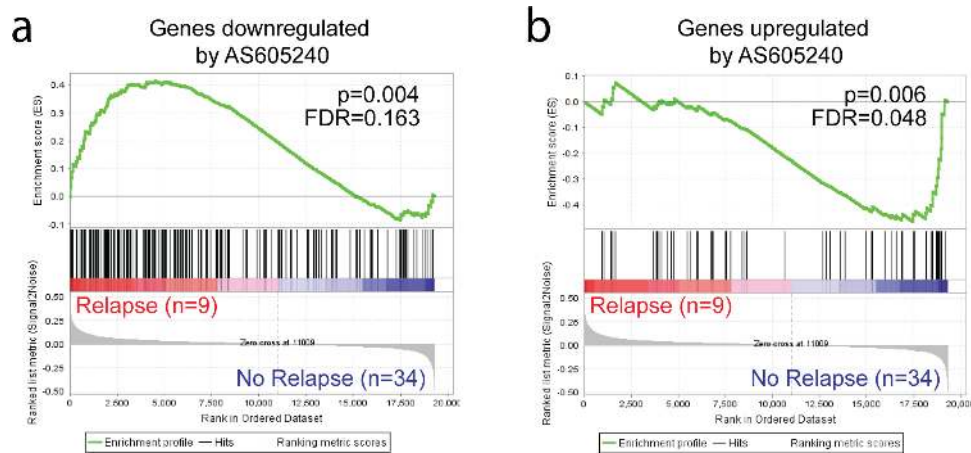 a
Genes downregulated
by AS605240
p=0.004
FDR=0.163
Enrichment score (ES)
0.4
0.3
0.2
0.1
0.0
-0.1
Relapse (n=9)
No Relapse (n=34)
Zero cross at 11009
Ranked list metric (Signal2Noise)
0.50
0.25
0.00
-0.25
-0.50
0 2,500 5,000 7,500 10,000 12,500 15,000 17,500 20,000
Rank in Ordered Dataset
Enrichment profile Hits Ranking metric scores
b
Genes upregulated
by AS605240
p=0.006
FDR=0.048
Enrichment score (ES)
0.1
0.0
-0.1
-0.2
-0.3
-0.4
Relapse (n=9)
No Relapse (n=34)
Zero cross at 11009
Ranked list metric (Signal2Noise)
0.50
0.25
0.00
-0.25
-0.50
0 2,500 5,000 7,500 10,000 12,500 15,000 17,500 20,000
Rank in Ordered Dataset
Enrichment profile Hits Ranking metric scores